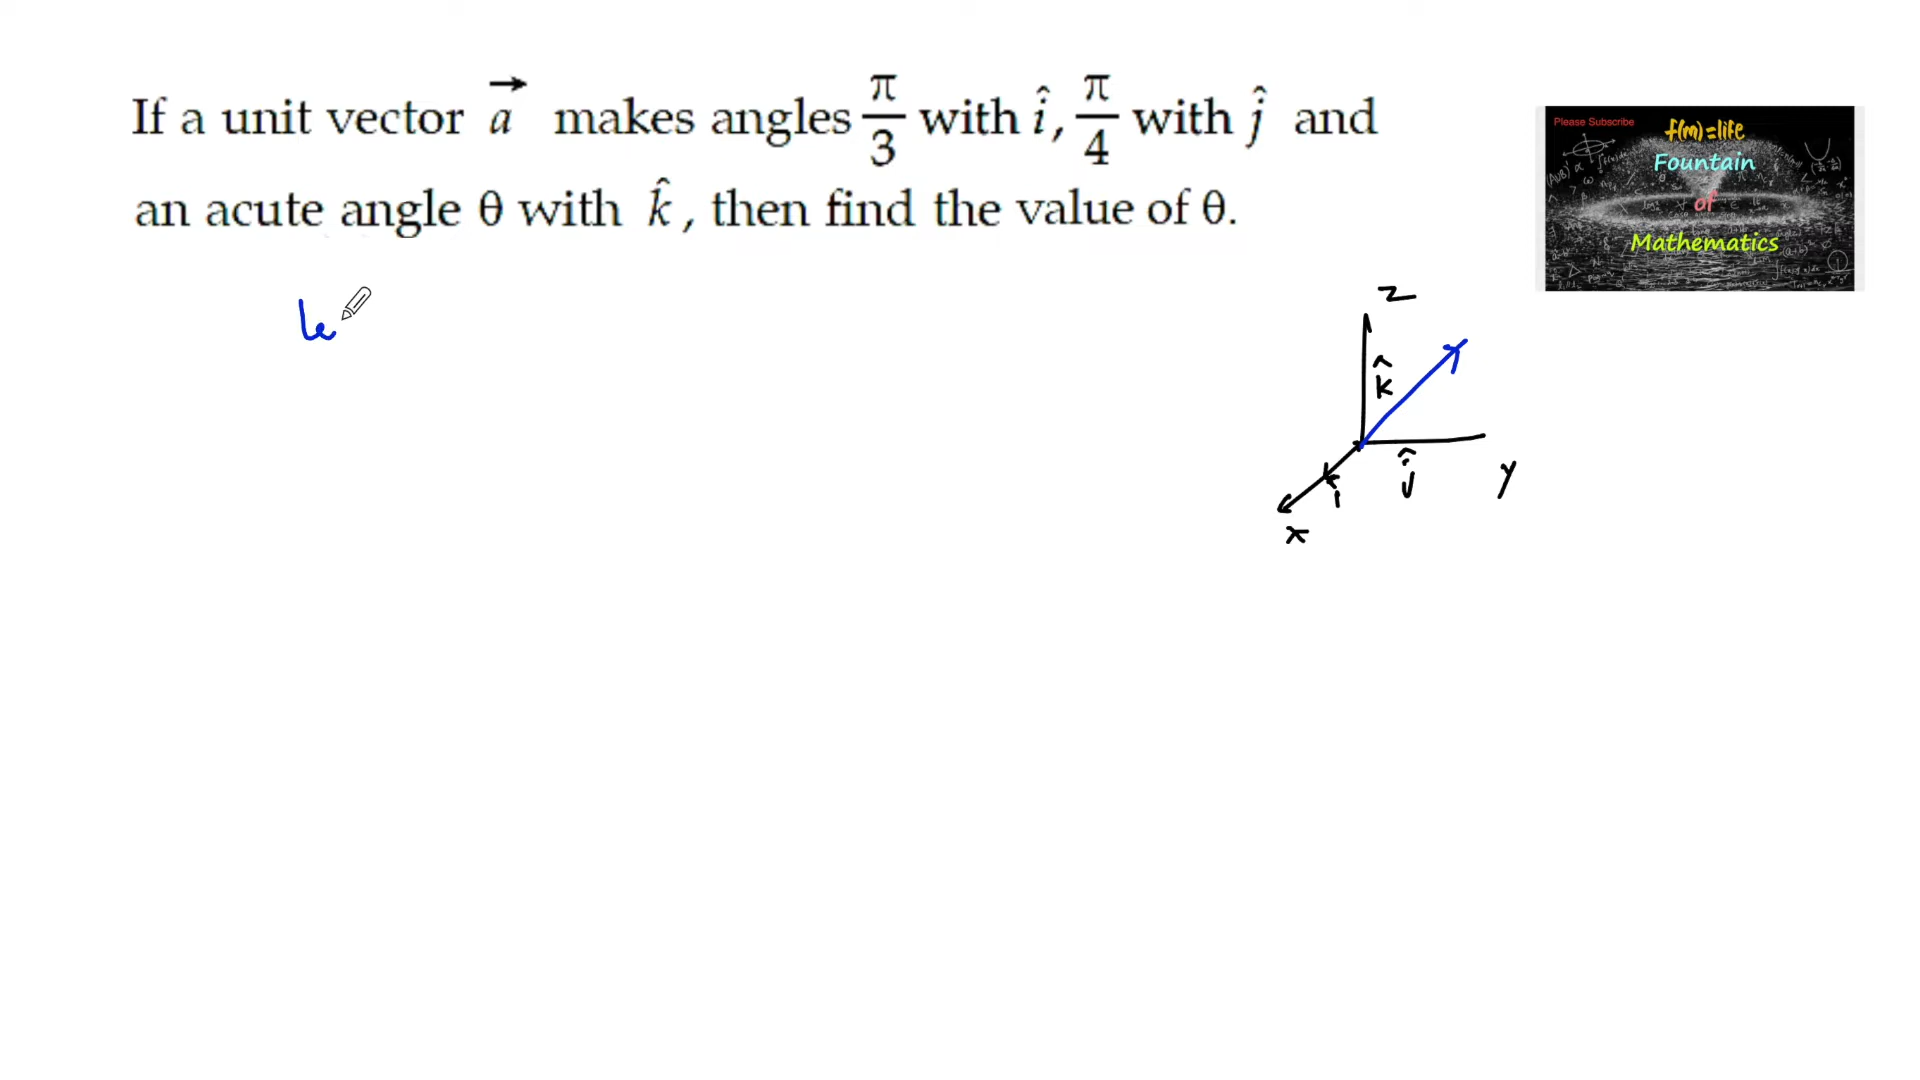 If a unit vector a⃗ makes angles π/3 with î, π/4 with ĵ and
an acute angle θ with k̂, then find the value of θ.
Please Subscribe
f(m)=life
Fountain
of
Mathematics
le
z
k̂
ĵ
y
i
x